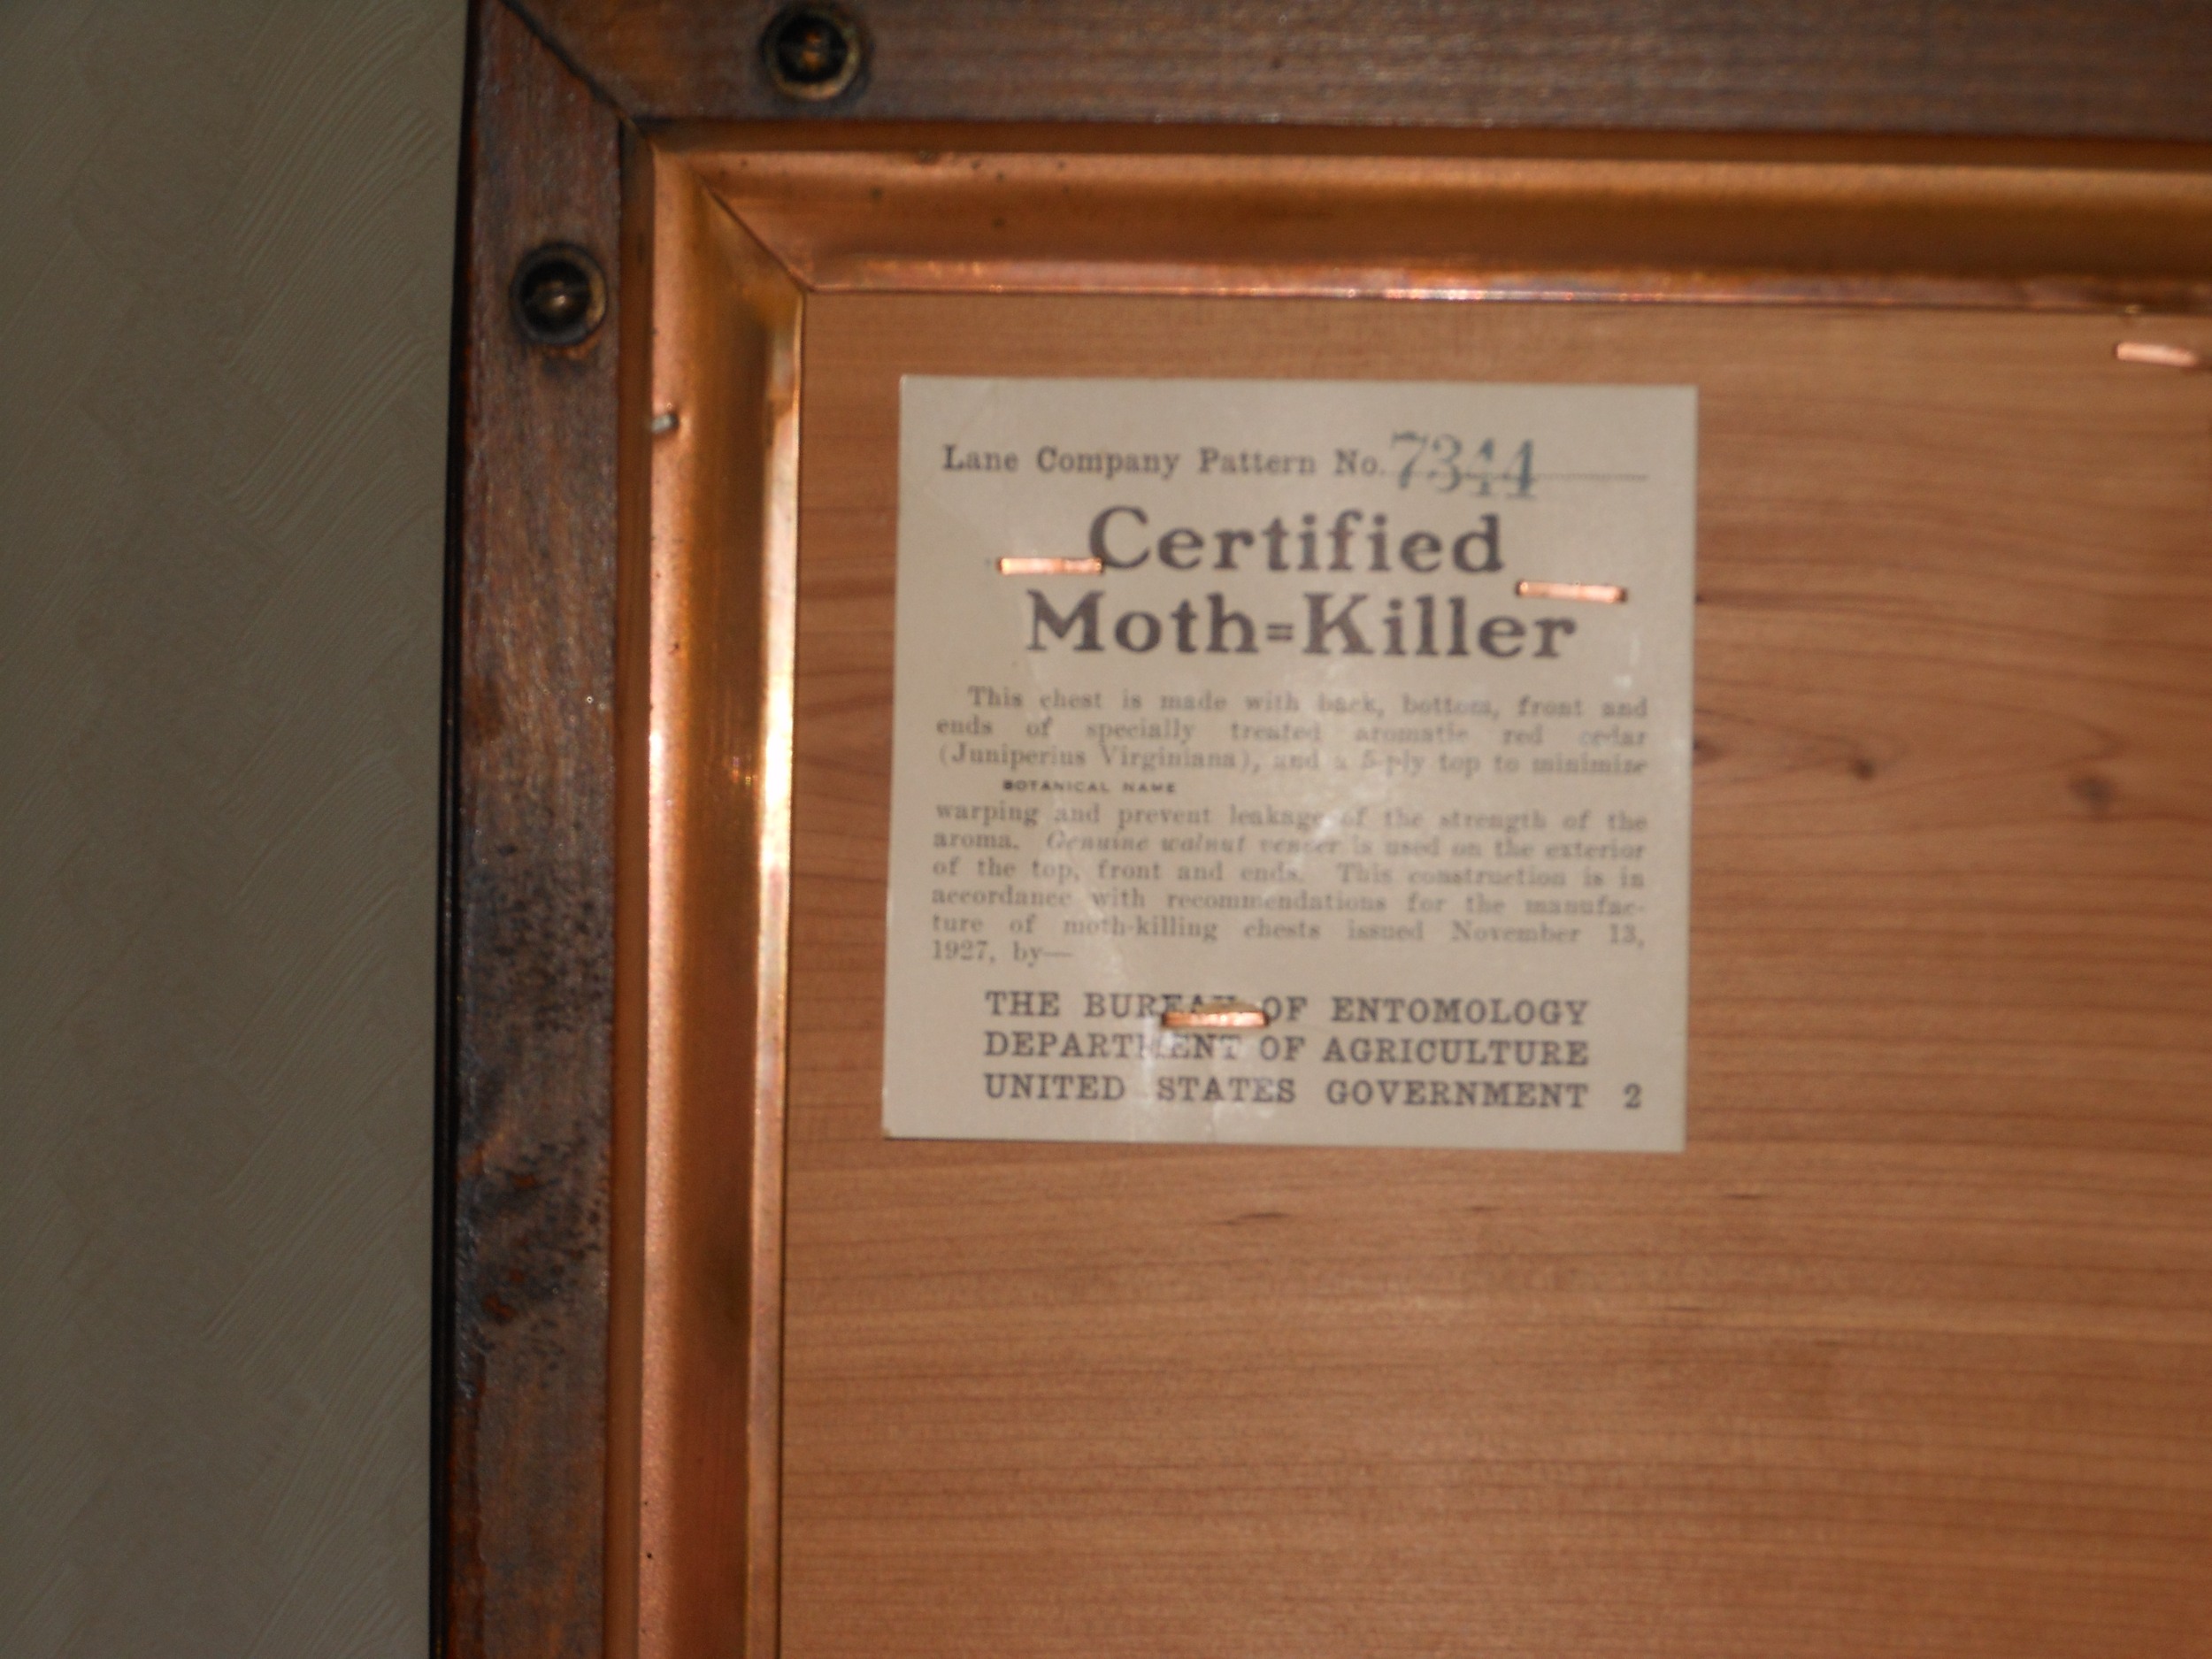 Lane Company Pattern No. 7344
Certified
Moth=Killer
This chest is made with back, bottom, front and
ends of specially treated aromatic red cedar
(Juniperius Virginiana), and a 5-ply top to minimize
BOTANICAL NAME
warping and prevent leakage of the strength of the
aroma. Genuine walnut veneer is used on the exterior
of the top, front and ends. This construction is in
accordance with recommendations for the manufac-
ture of moth-killing chests issued November 13,
1927, by—
THE BUREAU OF ENTOMOLOGY
DEPARTMENT OF AGRICULTURE
UNITED STATES GOVERNMENT 2